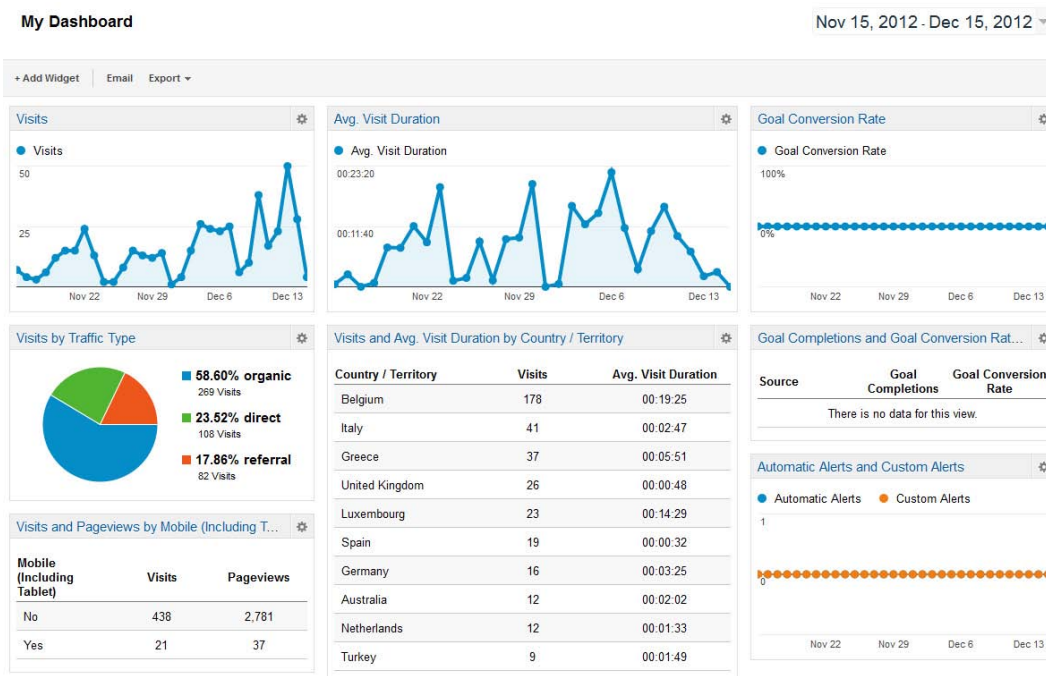 My Dashboard
Nov 15, 2012 - Dec 15, 2012
+ Add Widget
Email
Export
Visits
Visits
50
25
Nov 22
Nov 29
Dec 6
Dec 13
Avg. Visit Duration
Avg. Visit Duration
00:23:20
00:11:40
Nov 22
Nov 29
Dec 6
Dec 13
Goal Conversion Rate
Goal Conversion Rate
100%
0%
Nov 22
Nov 29
Dec 6
Dec 13
Visits by Traffic Type
58.60% organic
269 Visits
23.52% direct
108 Visits
17.86% referral
82 Visits
Visits and Pageviews by Mobile (Including T...
Mobile
(Including
Tablet)
Visits
Pageviews
No 438 2,781
Yes 21 37
Visits and Avg. Visit Duration by Country / Territory
Country / Territory Visits Avg. Visit Duration
Belgium 178 00:19:25
Italy 41 00:02:47
Greece 37 00:05:51
United Kingdom 26 00:00:48
Luxembourg 23 00:14:29
Spain 19 00:00:32
Germany 16 00:03:25
Australia 12 00:02:02
Netherlands 12 00:01:33
Turkey 9 00:01:49
Goal Completions and Goal Conversion Rat...
Source
Goal
Completions
Goal Conversion
Rate
There is no data for this view.
Automatic Alerts and Custom Alerts
Automatic Alerts
Custom Alerts
1
0
Nov 22
Nov 29
Dec 6
Dec 13